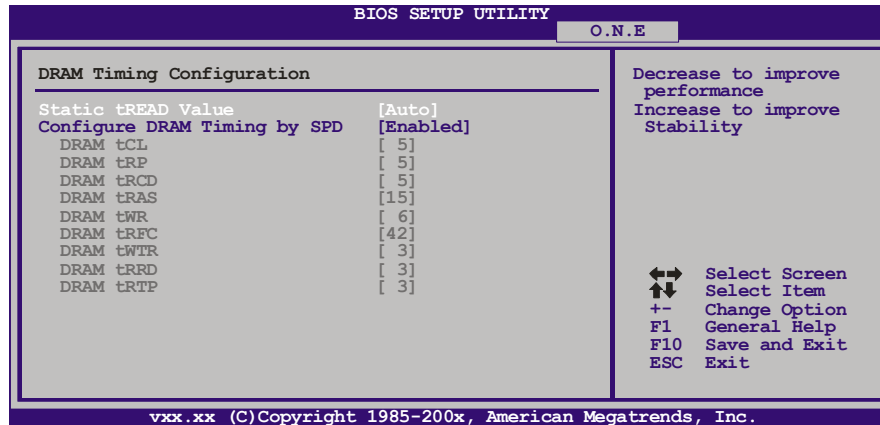 BIOS SETUP UTILITY
O.N.E
DRAM Timing Configuration
Static tREAD Value [Auto]
Configure DRAM Timing by SPD [Enabled]
DRAM tCL [ 5]
DRAM tRP [ 5]
DRAM tRCD [ 5]
DRAM tRAS [15]
DRAM tWR [ 6]
DRAM tRFC [42]
DRAM tWTR [ 3]
DRAM tRRD [ 3]
DRAM tRTP [ 3]
Decrease to improve
performance
Increase to improve
Stability
Select Screen
Select Item
+- Change Option
F1 General Help
F10 Save and Exit
ESC Exit
vxx.xx (C)Copyright 1985-200x, American Megatrends, Inc.